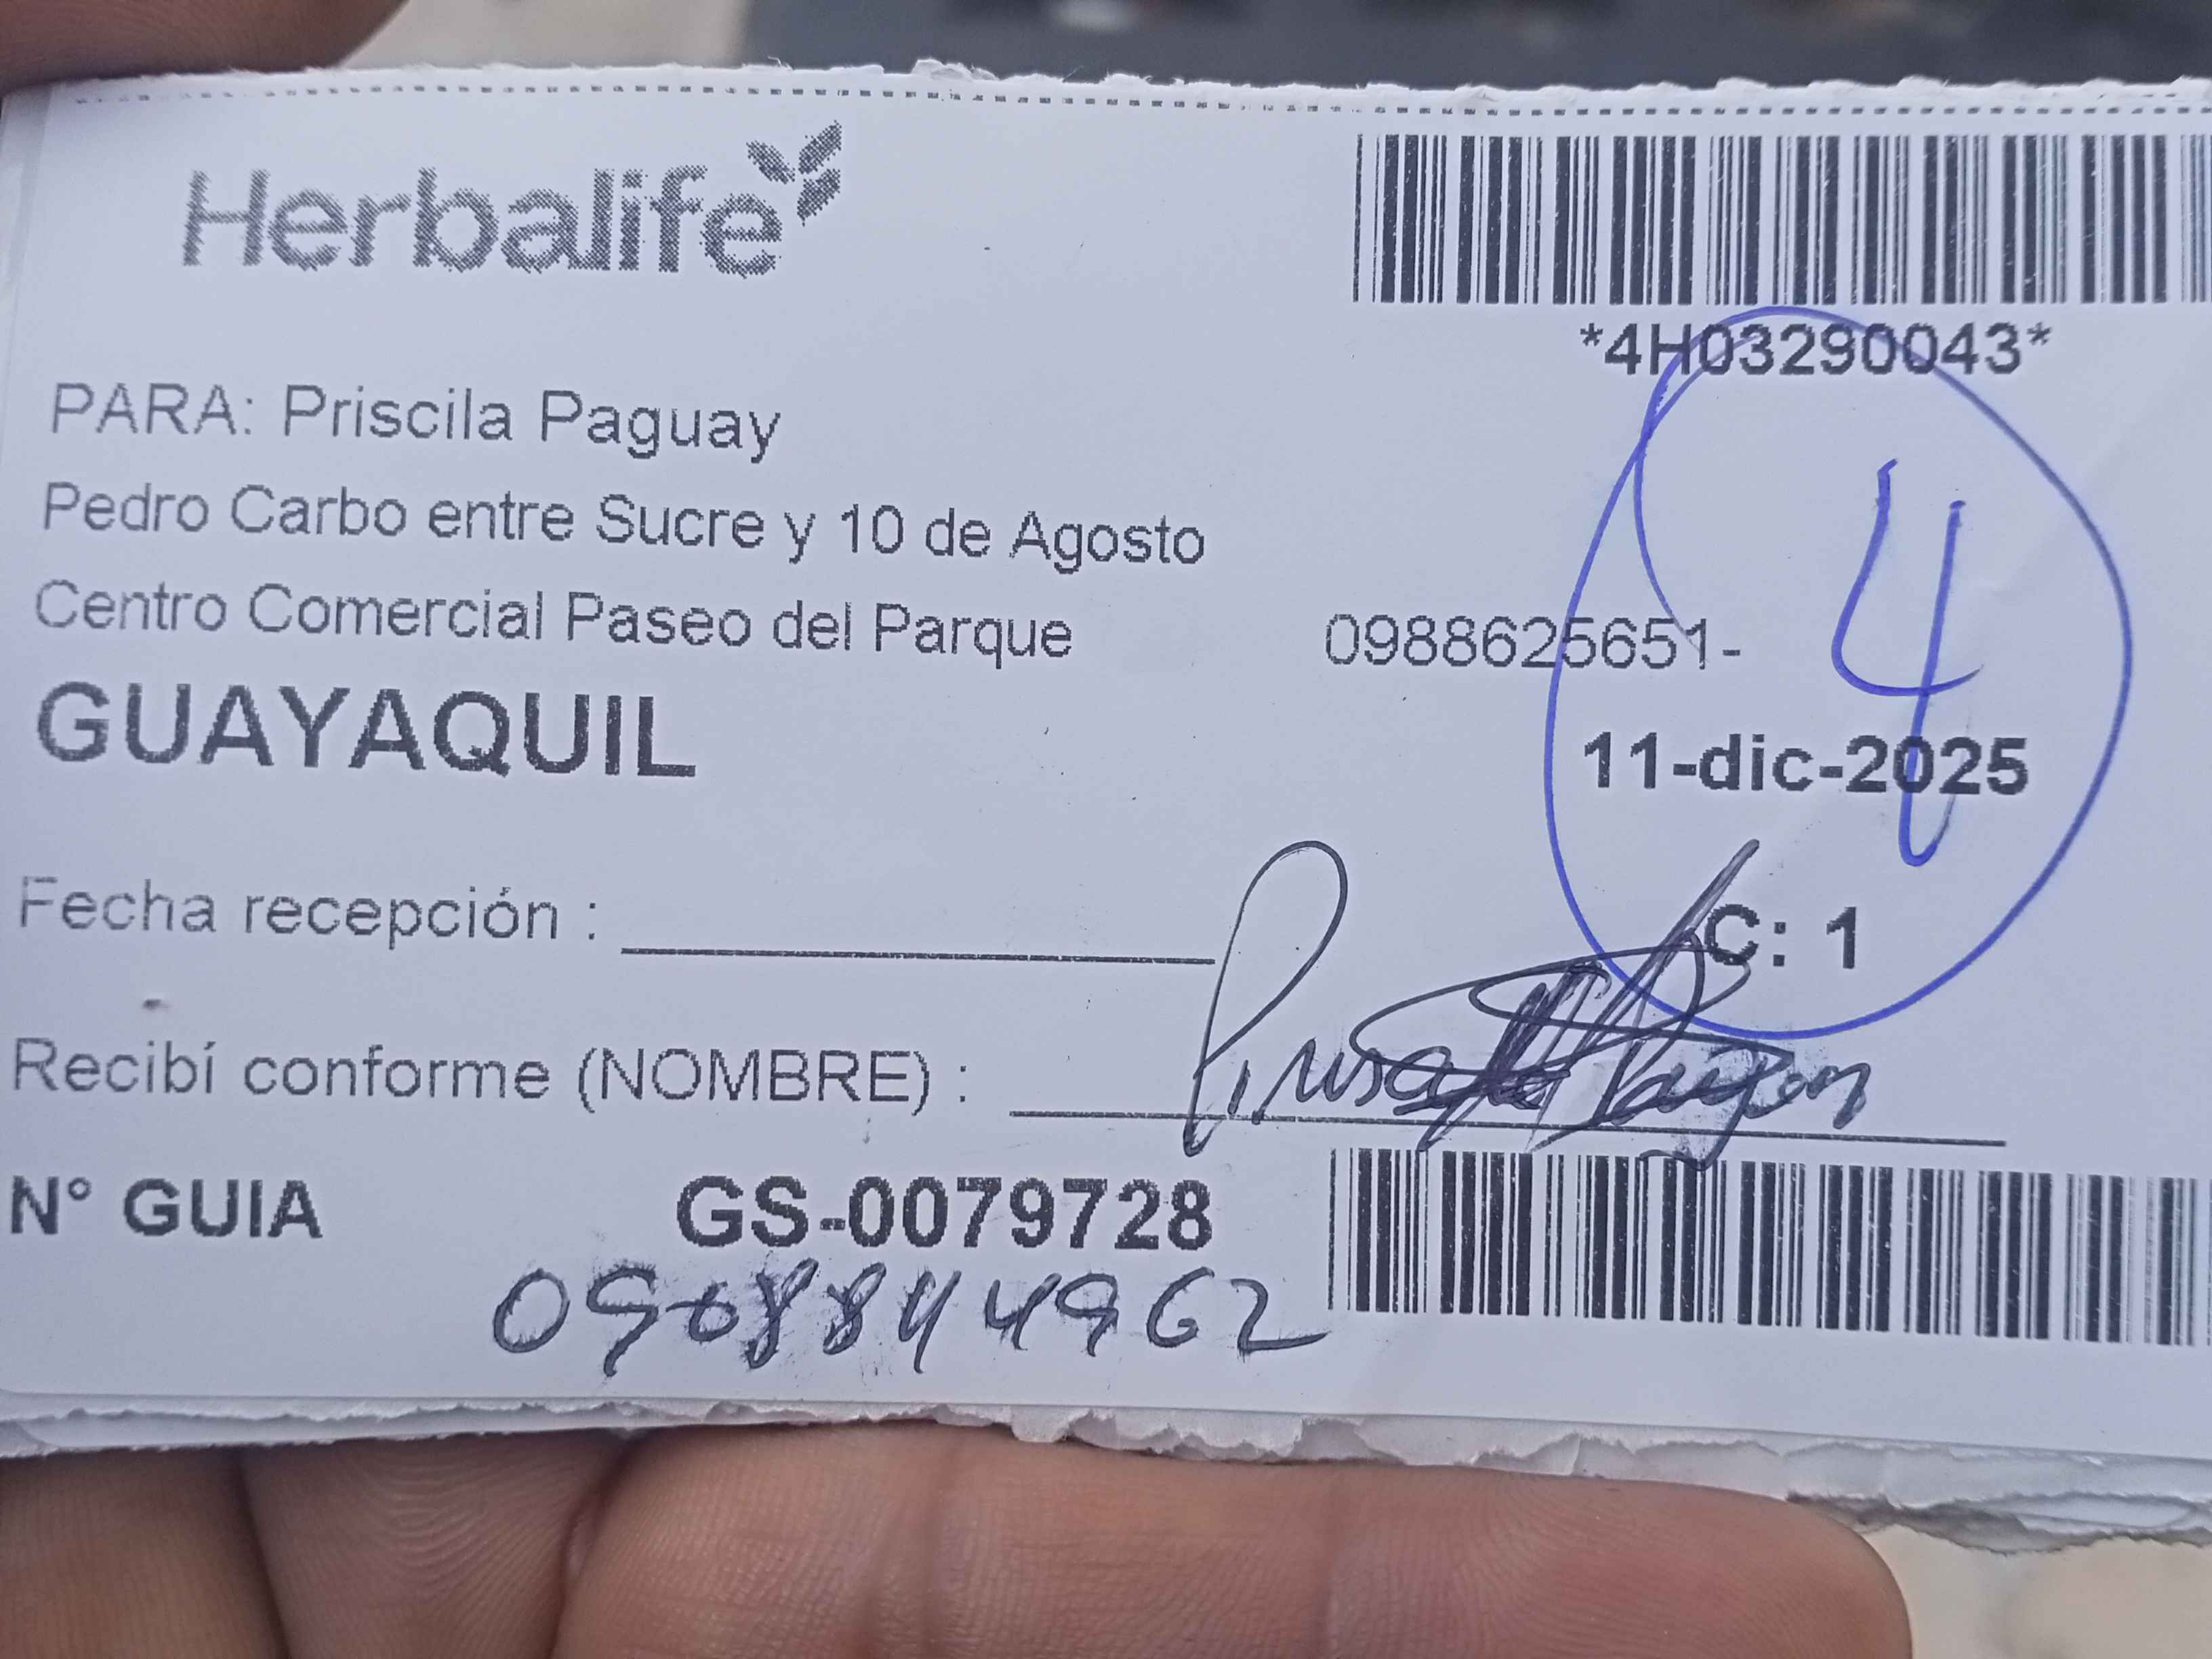 Herbalife
*4H03290043*
PARA: Priscila Paguay
Pedro Carbo entre Sucre y 10 de Agosto
Centro Comercial Paseo del Parque
0988625651-
4
GUAYAQUIL
11-dic-2025
C: 1
Fecha recepción :
Recibí conforme (NOMBRE) :
N° GUIA GS-0079728
0908844962